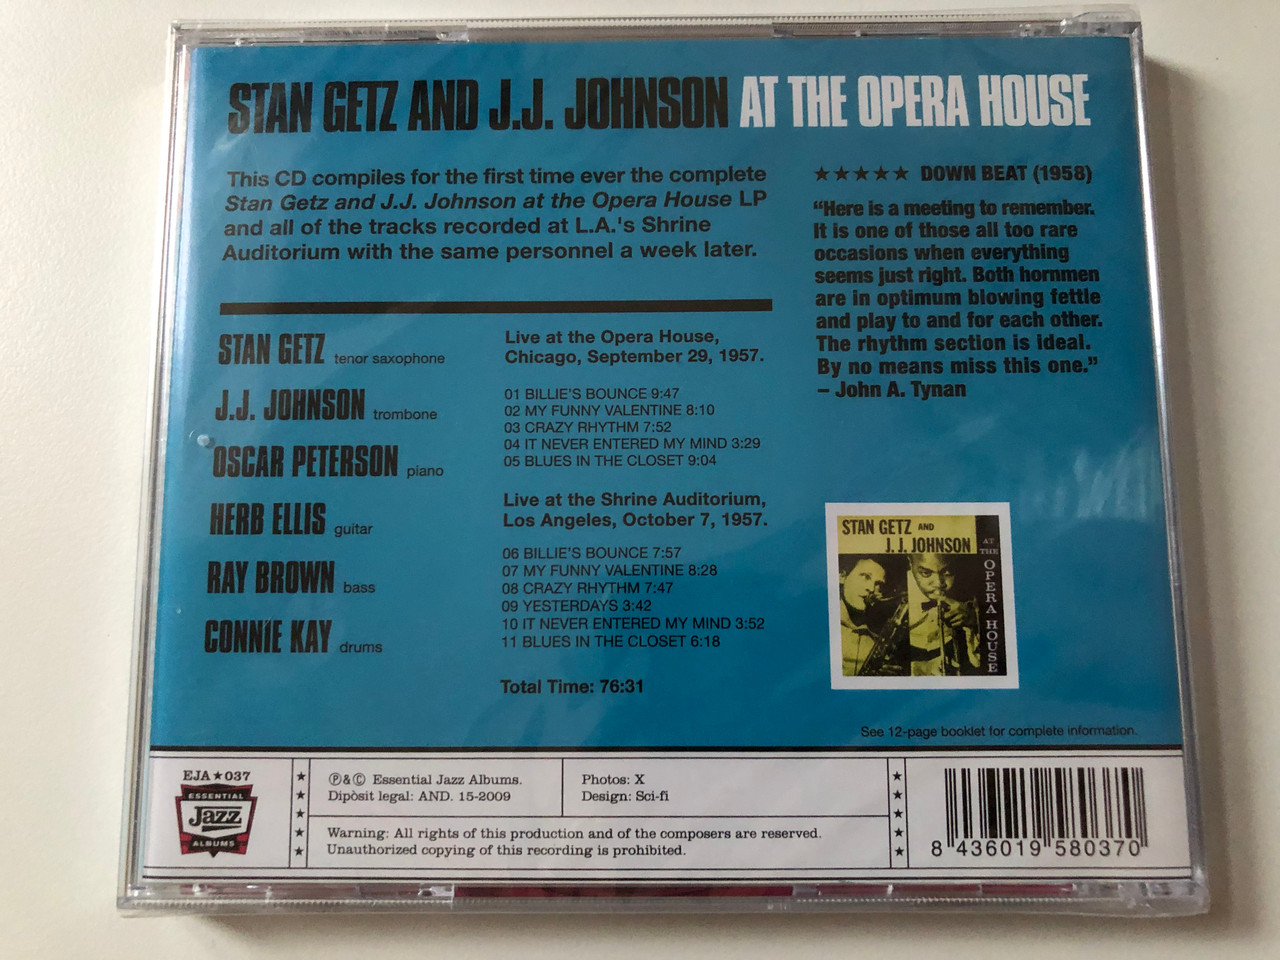 STAN GETZ AND J.J. JOHNSON AT THE OPERA HOUSE
This CD compiles for the first time ever the complete
Stan Getz and J.J. Johnson at the Opera House LP
and all of the tracks recorded at L.A.'s Shrine
Auditorium with the same personnel a week later.
STAN GETZ tenor saxophone
J.J. JOHNSON trombone
OSCAR PETERSON piano
HERB ELLIS guitar
RAY BROWN bass
CONNIE KAY drums
Live at the Opera House,
Chicago, September 29, 1957.
01 BILLIE'S BOUNCE 9:47
02 MY FUNNY VALENTINE 8:10
03 CRAZY RHYTHM 7:52
04 IT NEVER ENTERED MY MIND 3:29
05 BLUES IN THE CLOSET 9:04
Live at the Shrine Auditorium,
Los Angeles, October 7, 1957.
06 BILLIE'S BOUNCE 7:57
07 MY FUNNY VALENTINE 8:28
08 CRAZY RHYTHM 7:47
09 YESTERDAYS 3:42
10 IT NEVER ENTERED MY MIND 3:52
11 BLUES IN THE CLOSET 6:18
Total Time: 76:31
★★★★★ DOWN BEAT (1958)
“Here is a meeting to remember.
It is one of those all too rare
occasions when everything
seems just right. Both hornmen
are in optimum blowing fettle
and play to and for each other.
The rhythm section is ideal.
By no means miss this one.”
– John A. Tynan
STAN GETZ AND
J.J. JOHNSON
AT THE OPERA HOUSE
See 12-page booklet for complete information.
EJA★037
ESSENTIAL
Jazz
ALBUMS
℗&© Essential Jazz Albums.
Dipòsit legal: AND. 15-2009
Photos: X
Design: Sci-fi
Warning: All rights of this production and of the composers are reserved.
Unauthorized copying of this recording is prohibited.
8 436019 580370